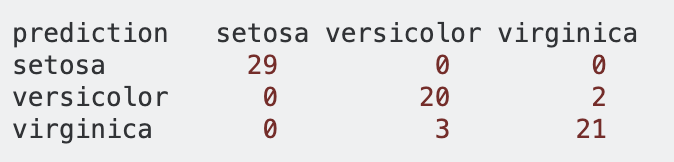 prediction setosa versicolor virginica
setosa 29 0 0
versicolor 0 20 2
virginica 0 3 21